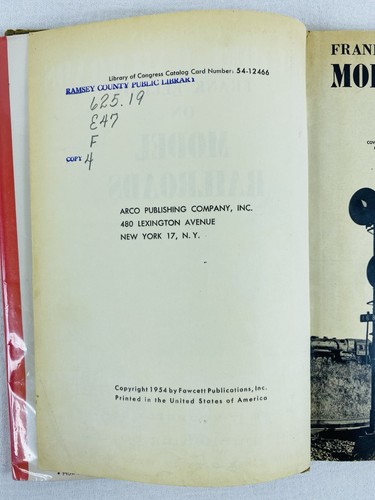 Library of Congress Catalog Card Number: 54-12466
RAMSEY COUNTY PUBLIC LIBRARY
625.19
E47
F
COPY 4
ARCO PUBLISHING COMPANY, INC.
480 LEXINGTON AVENUE
NEW YORK 17, N.Y.
Copyright 1954 by Fawcett Publications, Inc.
Printed in the United States of America
FRAN
MO